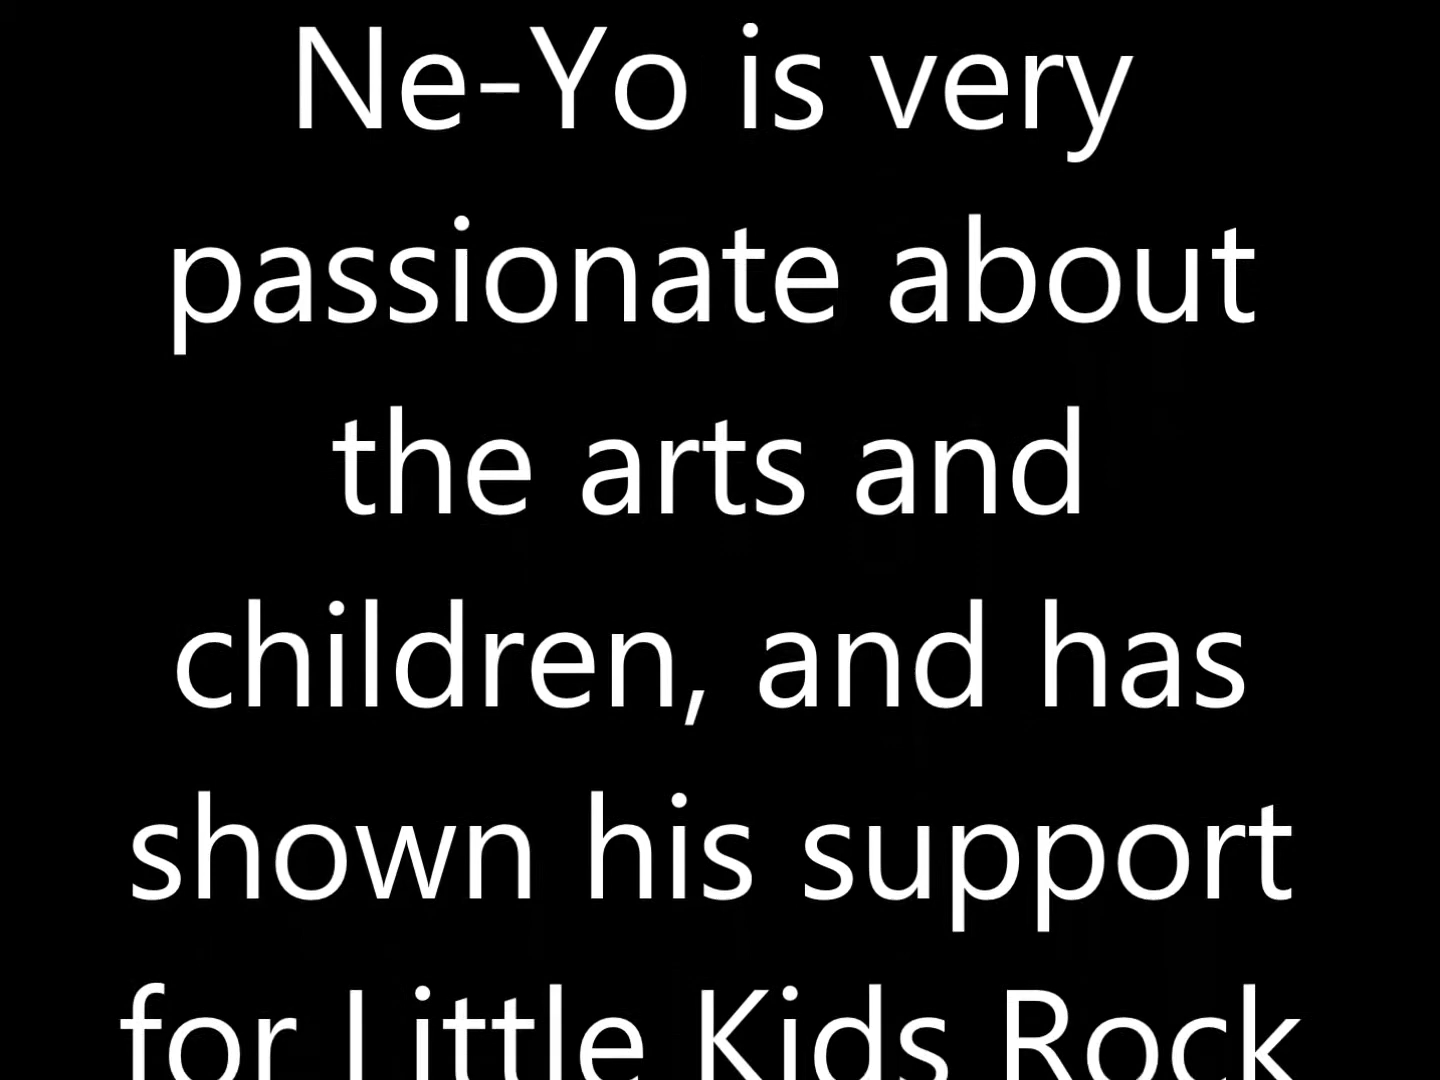 Ne-Yo is very
passionate about
the arts and
children, and has
shown his support
for Little Kids Rock